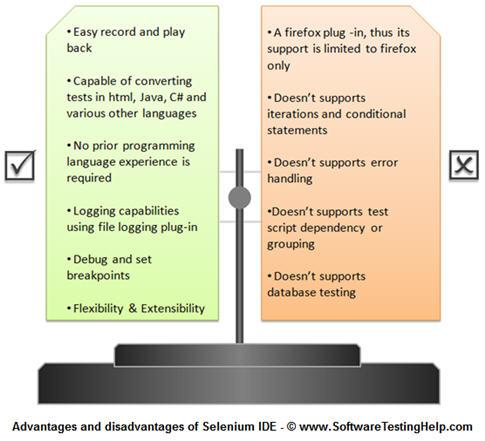 • Easy record and play
back
• Capable of converting
tests in html, Java, C# and
various other languages
• No prior programming
language experience is
required
• Logging capabilities
using file logging plug-in
• Debug and set
breakpoints
• Flexibility & Extensibility
• A firefox plug -in, thus its
support is limited to firefox
only
• Doesn't supports
iterations and conditional
statements
• Doesn't supports error
handling
•Doesn't supports test
script dependency or
grouping
• Doesn't supports
database testing
Advantages and disadvantages of Selenium IDE - © www.SoftwareTestingHelp.com